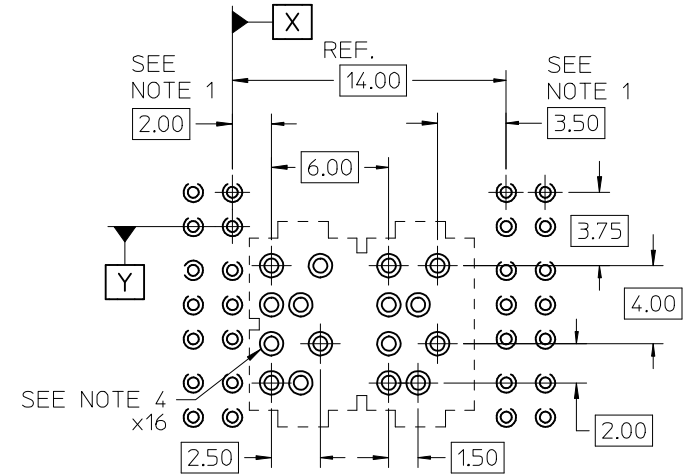 X
REF.
SEE
NOTE 1
14.00
SEE
NOTE 1
2.00
3.50
6.00
3.75
Y
4.00
SEE NOTE 4
x16
2.00
2.50
1.50